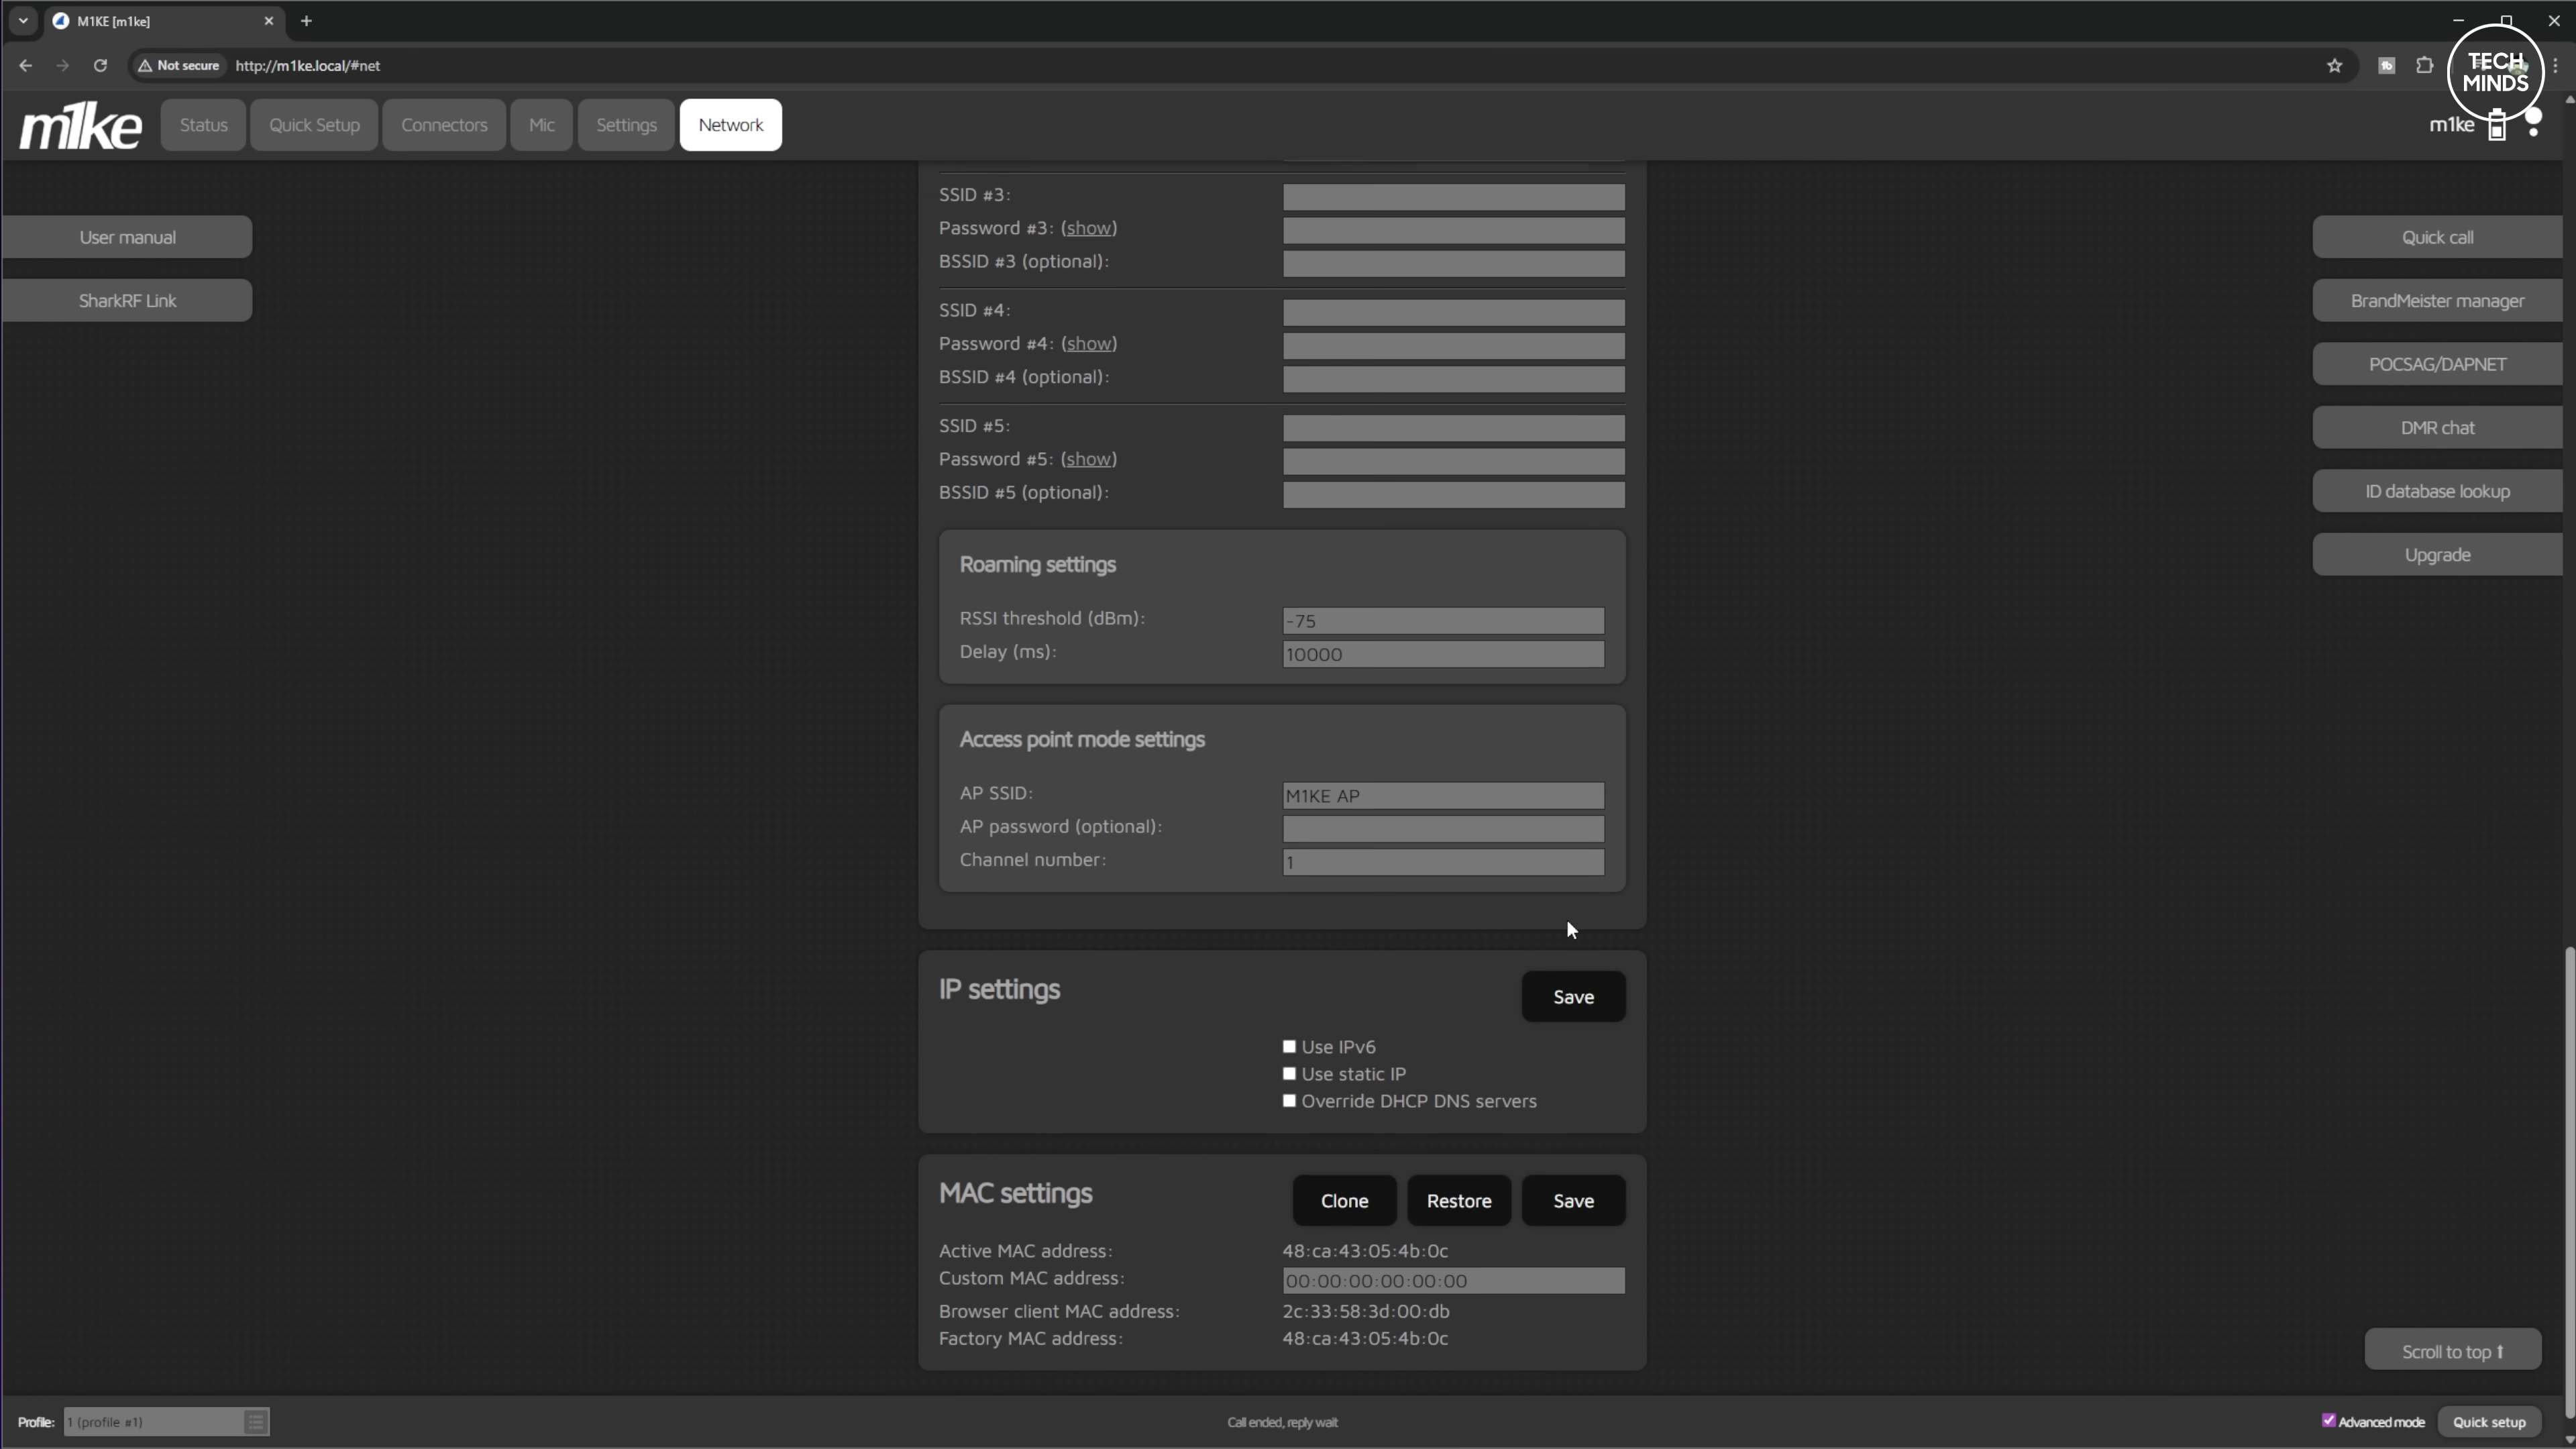 M1KE [m1ke]
Not secure http://m1ke.local/#net
TECH
MINDS
m1ke Status Quick Setup Connectors Mic Settings Network m1ke
User manual
SharkRF Link
SSID #3:
Password #3: (show)
BSSID #3 (optional):
SSID #4:
Password #4: (show)
BSSID #4 (optional):
SSID #5:
Password #5: (show)
BSSID #5 (optional):
Roaming settings
RSSI threshold (dBm): -75
Delay (ms): 10000
Access point mode settings
AP SSID: M1KE AP
AP password (optional):
Channel number: 1
IP settings Save
Use IPv6
Use static IP
Override DHCP DNS servers
MAC settings Clone Restore Save
Active MAC address: 48:ca:43:05:4b:0c
Custom MAC address: 00:00:00:00:00:00
Browser client MAC address: 2c:33:58:3d:00:db
Factory MAC address: 48:ca:43:05:4b:0c
Quick call
BrandMeister manager
POCSAG/DAPNET
DMR chat
ID database lookup
Upgrade
Scroll to top ⬆
Profile: 1 (profile #1) Call ended, reply wait Advanced mode Quick setup